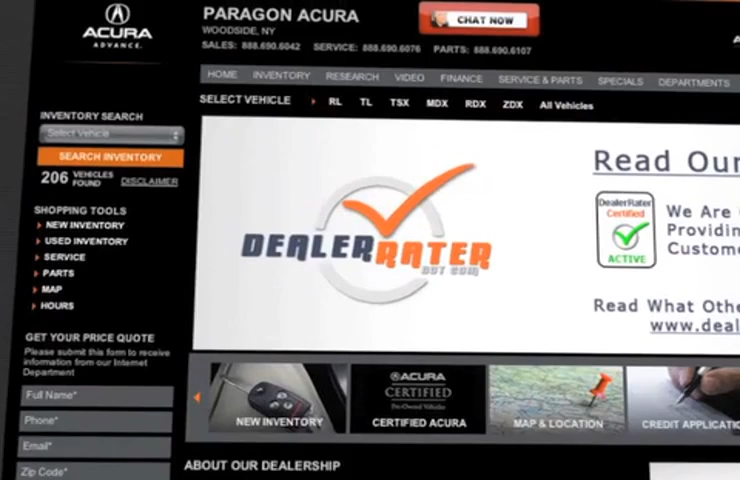 ACURA
ADVANCE.
PARAGON ACURA
WOODSIDE, NY
SALES: 888.690.6042 SERVICE: 888.690.6076 PARTS: 888.690.6107
CHAT NOW
HOME INVENTORY RESEARCH VIDEO FINANCE SERVICE & PARTS SPECIALS DEPARTMENTS
SELECT VEHICLE RL TL TSX MDX RDX ZDX All Vehicles
INVENTORY SEARCH
Select Vehicle
SEARCH INVENTORY
206 VEHICLES FOUND DISCLAIMER
SHOPPING TOOLS
NEW INVENTORY
USED INVENTORY
SERVICE
PARTS
MAP
HOURS
GET YOUR PRICE QUOTE
Please submit this form to receive
information from our Internet
Department
Full Name*
Phone*
Email*
Zip Code*
DEALERRATER
DOT COM
Read Our
DealerRater
Certified
ACTIVE
We Are
Providin
Custome
Read What Othe
www.deal
NEW INVENTORY
ACURA
CERTIFIED
Pre-Owned Vehicles
CERTIFIED ACURA
MAP & LOCATION
CREDIT APPLICATIO
ABOUT OUR DEALERSHIP